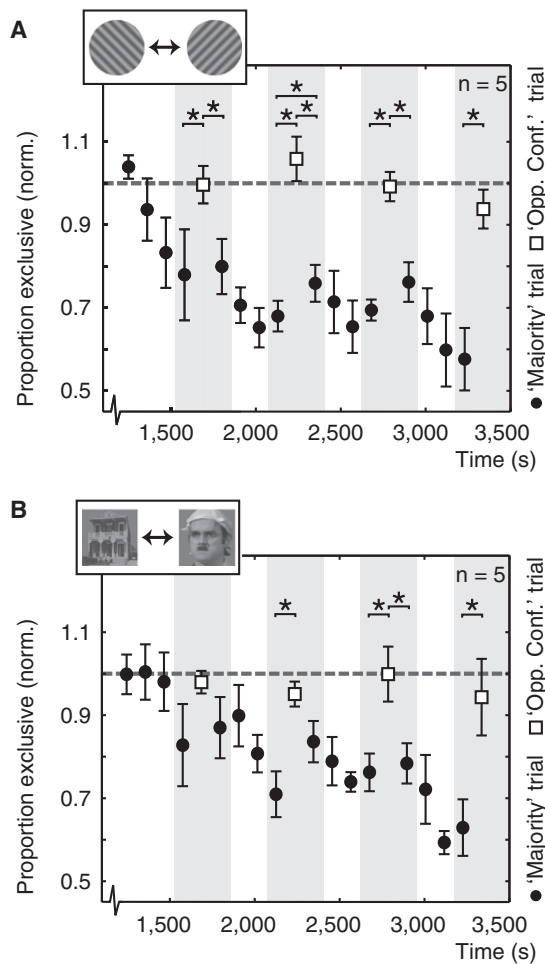 A
n = 5
* *
*
* *
* *
*
1.1
0.9
0.7
0.5
Proportion exclusive (norm.)
1,500 2,000 2,500 3,000 3,500
Time (s)
● 'Majority' trial □ 'Opp. Conf.' trial
B
n = 5
*
* *
*
1.1
0.9
0.7
0.5
Proportion exclusive (norm.)
1,500 2,000 2,500 3,000 3,500
Time (s)
● 'Majority' trial □ 'Opp. Conf.' trial